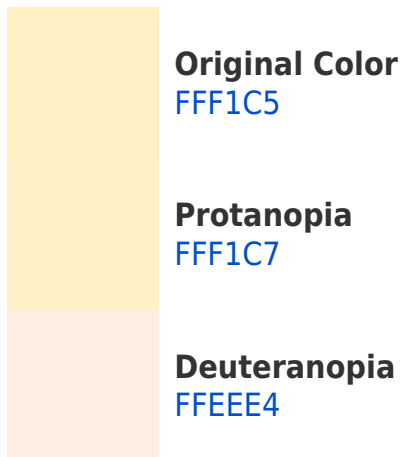 Original Color
FFF1C5
Protanopia
FFF1C7
Deuteranopia
FFEEE4